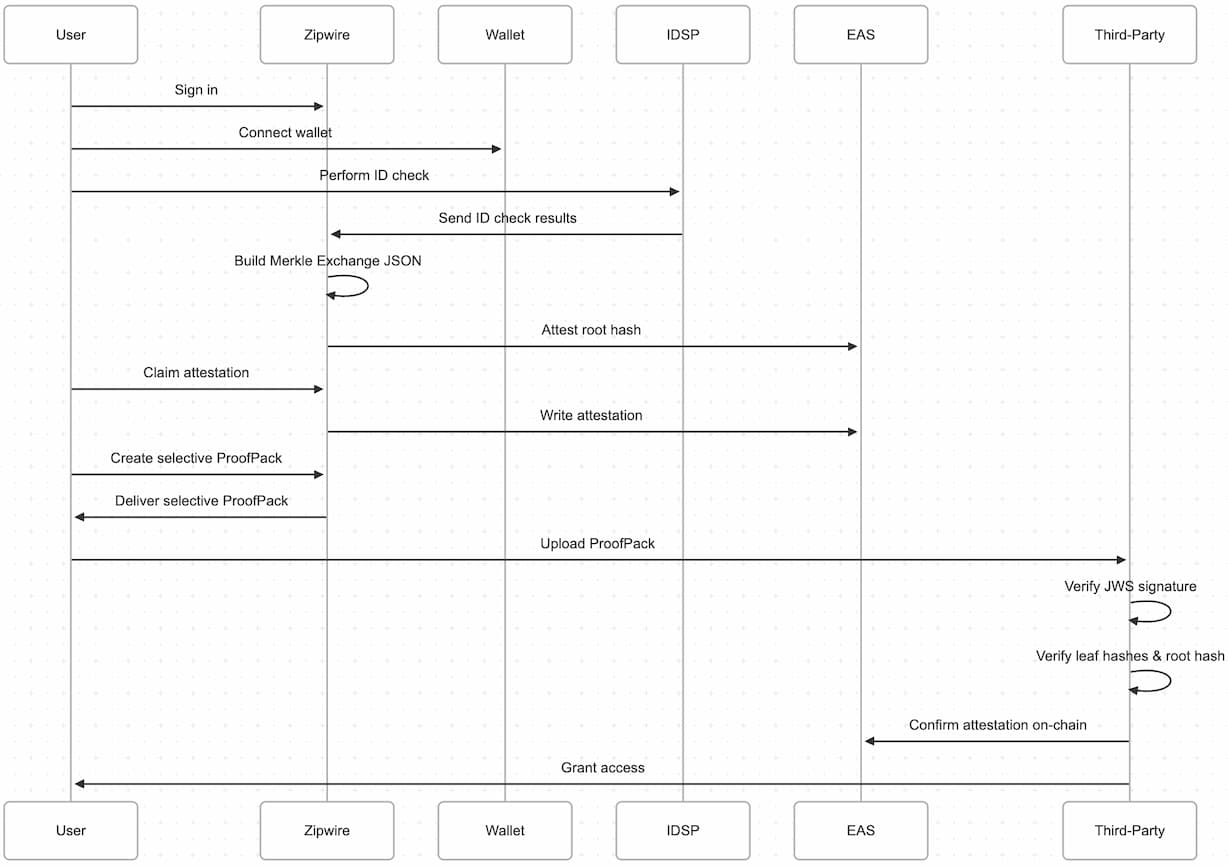 User Zipwire Wallet IDSP EAS Third-Party
Sign in
Connect wallet
Perform ID check
Send ID check results
Build Merkle Exchange JSON
Attest root hash
Claim attestation
Write attestation
Create selective ProofPack
Deliver selective ProofPack
Upload ProofPack
Verify JWS signature
Verify leaf hashes & root hash
Confirm attestation on-chain
Grant access
User Zipwire Wallet IDSP EAS Third-Party